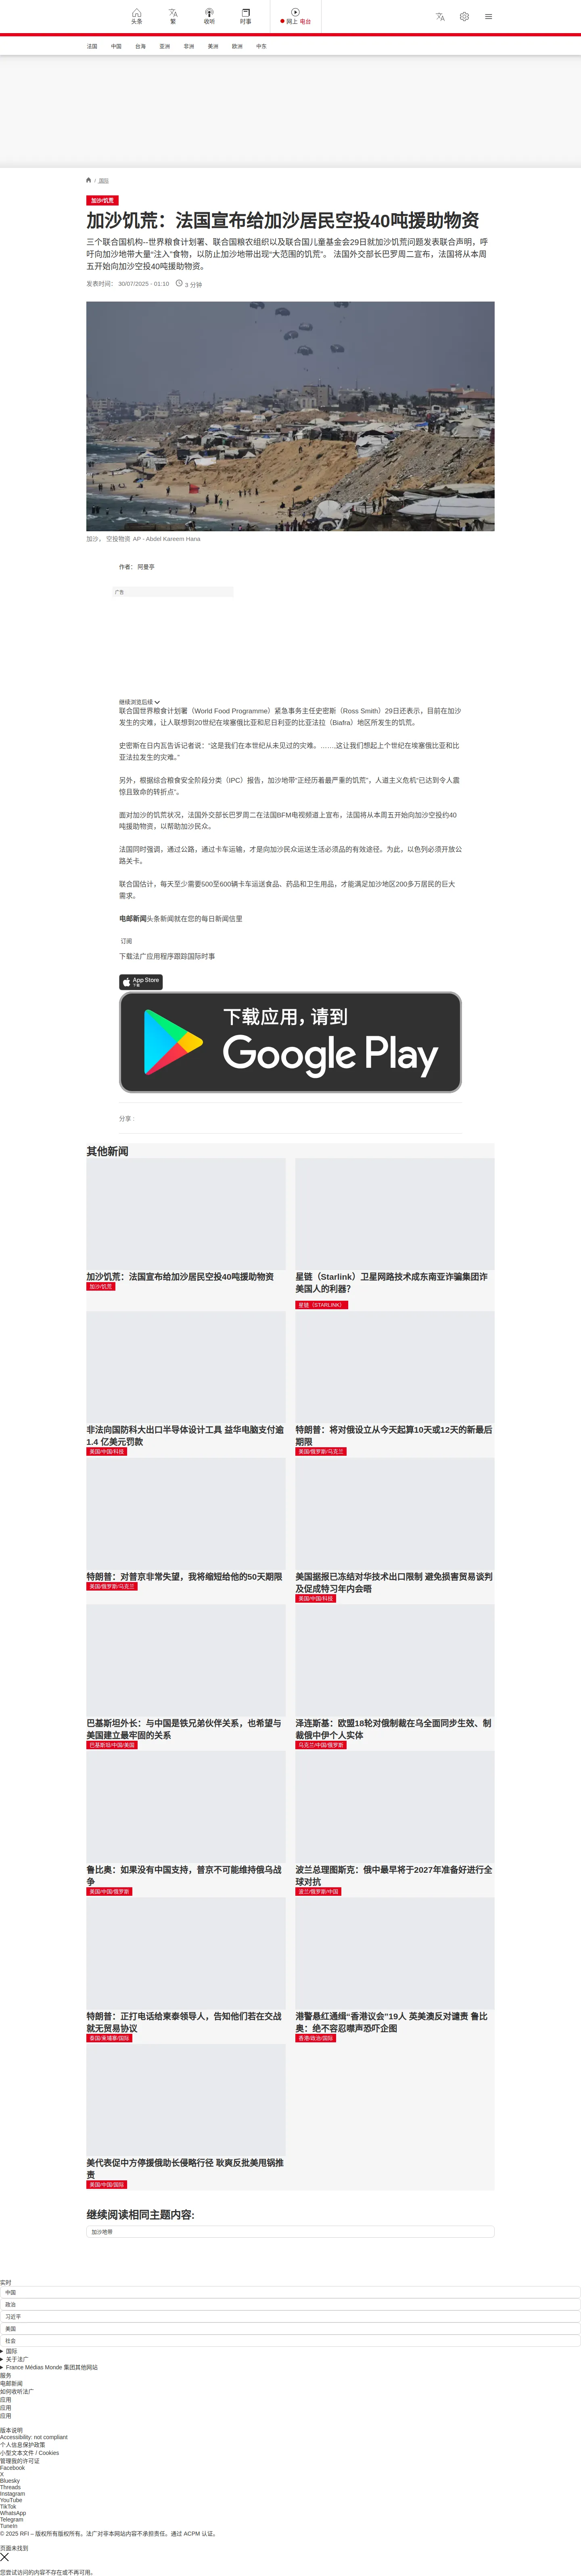 头条
繁
收听
时事
网上 电台
法国 中国 台海 亚洲 非洲 美洲 欧洲 中东
/ 国际
加沙/饥荒
加沙饥荒：法国宣布给加沙居民空投40吨援助物资
三个联合国机构--世界粮食计划署、联合国粮农组织以及联合国儿童基金会29日就加沙饥荒问题发表联合声明，呼
吁向加沙地带大量“注入”食物，以防止加沙地带出现“大范围的饥荒”。 法国外交部长巴罗周二宣布，法国将从本周
五开始向加沙空投40吨援助物资。
发表时间： 30/07/2025 - 01:10 3 分钟
加沙， 空投物资 AP - Abdel Kareem Hana
作者： 阿曼亭
广告
继续浏览后续
联合国世界粮食计划署（World Food Programme）紧急事务主任史密斯（Ross Smith）29日还表示，目前在加沙
发生的灾难，让人联想到20世纪在埃塞俄比亚和尼日利亚的比亚法拉（Biafra）地区所发生的饥荒。
史密斯在日内瓦告诉记者说：“这是我们在本世纪从未见过的灾难。……,这让我们想起上个世纪在埃塞俄比亚和比
亚法拉发生的灾难。”
另外，根据综合粮食安全阶段分类（IPC）报告，加沙地带“正经历着最严重的饥荒”，人道主义危机“已达到令人震
惊且致命的转折点”。
面对加沙的饥荒状况，法国外交部长巴罗周二在法国BFM电视频道上宣布，法国将从本周五开始向加沙空投约40
吨援助物资，以帮助加沙民众。
法国同时强调，通过公路，通过卡车运输，才是向加沙民众运送生活必须品的有效途径。为此，以色列必须开放公
路关卡。
联合国估计，每天至少需要500至600辆卡车运送食品、药品和卫生用品，才能满足加沙地区200多万居民的巨大
需求。
电邮新闻头条新闻就在您的每日新闻信里
订阅
下载法广应用程序跟踪国际时事
App Store
下载
下载应用，请到
Google Play
分享 :
其他新闻
加沙饥荒：法国宣布给加沙居民空投40吨援助物资
加沙/饥荒
星链（Starlink）卫星网路技术成东南亚诈骗集团诈
美国人的利器?
星链（STARLINK）
非法向国防科大出口半导体设计工具 益华电脑支付逾
1.4 亿美元罚款
美国/中国/科技
特朗普：将对俄设立从今天起算10天或12天的新最后
期限
美国/俄罗斯/乌克兰
特朗普：对普京非常失望，我将缩短给他的50天期限
美国/俄罗斯/乌克兰
美国据报已冻结对华技术出口限制 避免损害贸易谈判
及促成特习年内会晤
美国/中国/科技
巴基斯坦外长：与中国是铁兄弟伙伴关系，也希望与
美国建立最牢固的关系
巴基斯坦/中国/美国
泽连斯基：欧盟18轮对俄制裁在乌全面同步生效、制
裁俄中伊个人实体
乌克兰/中国/俄罗斯
鲁比奥：如果没有中国支持，普京不可能维持俄乌战
争
美国/中国/俄罗斯
波兰总理图斯克：俄中最早将于2027年准备好进行全
球对抗
波兰/俄罗斯/中国
特朗普：正打电话给柬泰领导人，告知他们若在交战
就无贸易协议
泰国/柬埔寨/国际
港警悬红通缉“香港议会”19人 英美澳反对谴责 鲁比
奥：绝不容忍噤声恐吓企图
香港/政治/国际
美代表促中方停援俄助长侵略行径 耿爽反批美甩锅推
责
美国/中国/国际
继续阅读相同主题内容:
加沙地带
实时
中国
政治
习近平
美国
社会
国际
关于法广
France Médias Monde 集团其他网站
服务
电邮新闻
如何收听法广
应用
应用
应用
版本说明
Accessibility: not compliant
个人信息保护政策
小型文本文件 / Cookies
管理我的许可证
Facebook
X
Bluesky
Threads
Instagram
YouTube
TikTok
WhatsApp
Telegram
TuneIn
© 2025 RFI – 版权所有版权所有。法广对非本网站内容不承担责任。通过 ACPM 认证。
页面未找到
您尝试访问的内容不存在或不再可用。